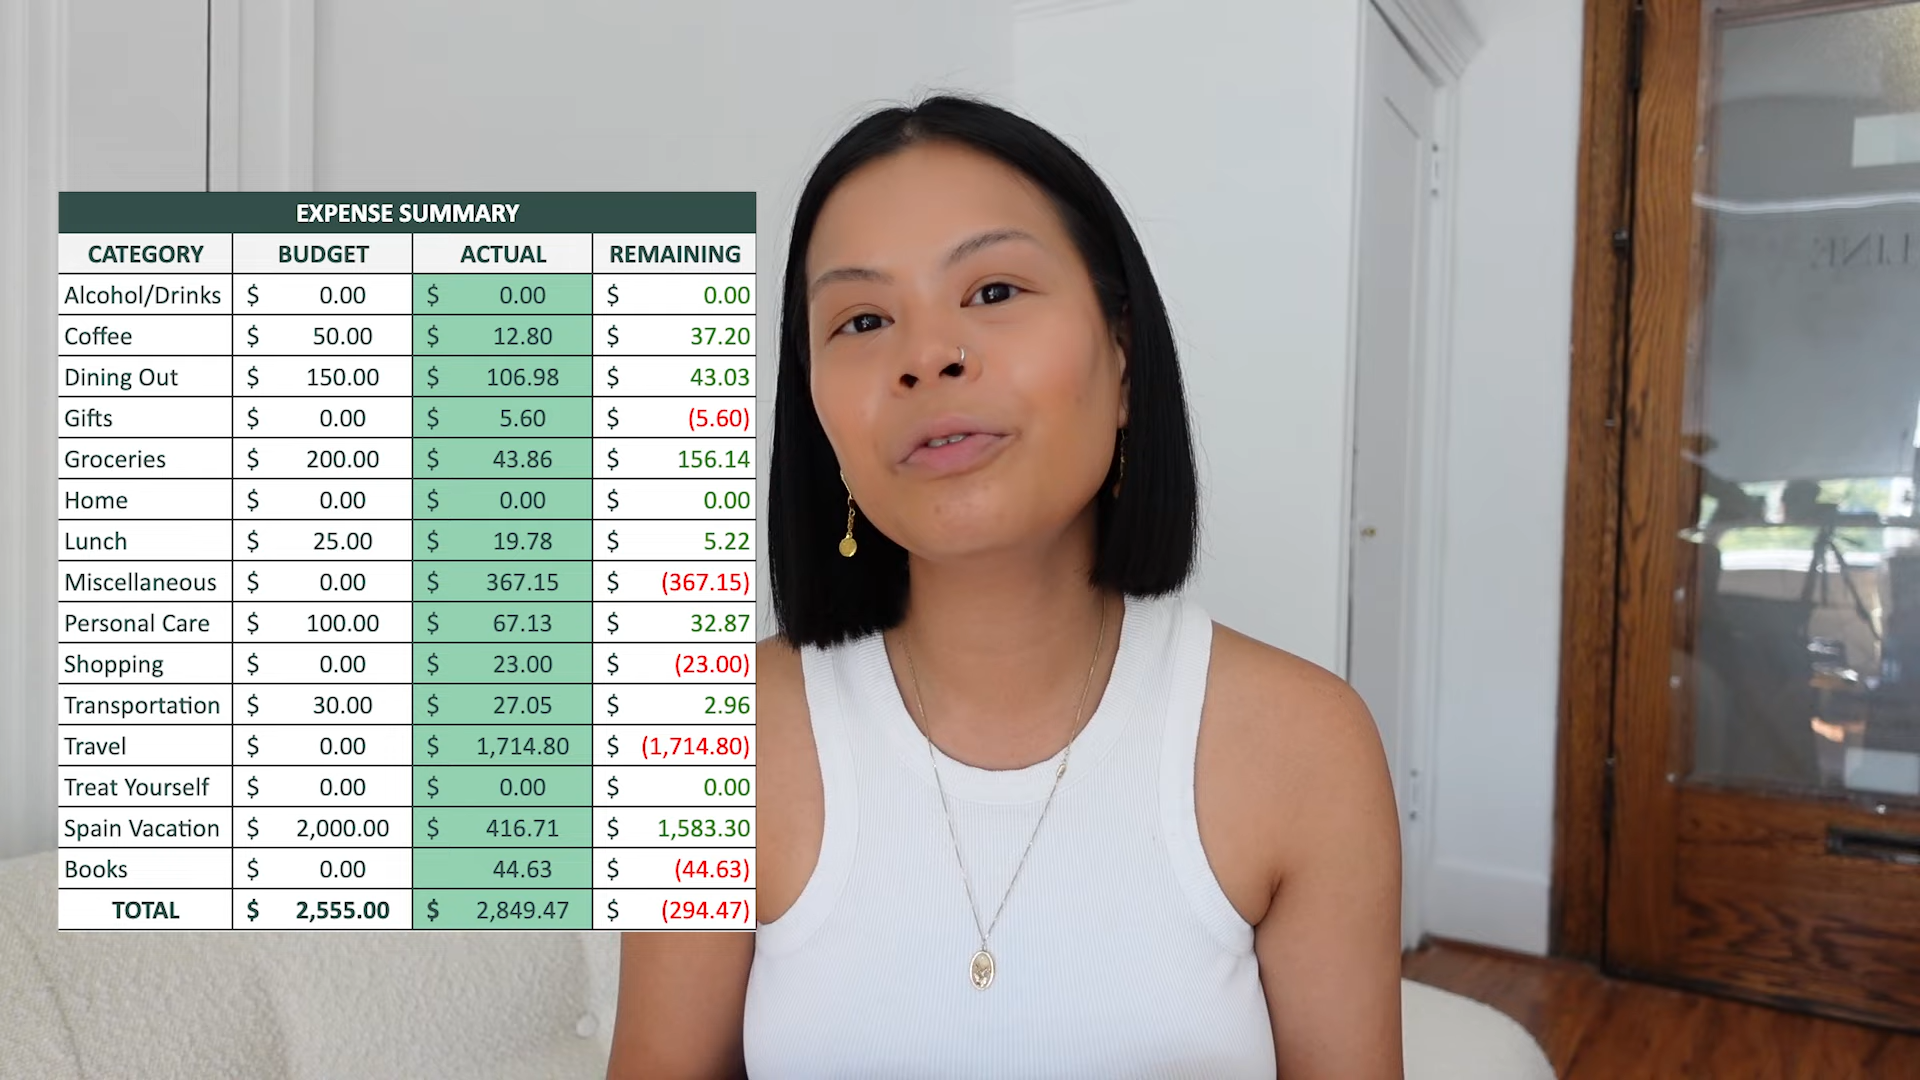 EXPENSE SUMMARY
CATEGORY BUDGET ACTUAL REMAINING
Alcohol/Drinks $ 0.00 $ 0.00 $ 0.00
Coffee $ 50.00 $ 12.80 $ 37.20
Dining Out $ 150.00 $ 106.98 $ 43.03
Gifts $ 0.00 $ 5.60 $ (5.60)
Groceries $ 200.00 $ 43.86 $ 156.14
Home $ 0.00 $ 0.00 $ 0.00
Lunch $ 25.00 $ 19.78 $ 5.22
Miscellaneous $ 0.00 $ 367.15 $ (367.15)
Personal Care $ 100.00 $ 67.13 $ 32.87
Shopping $ 0.00 $ 23.00 $ (23.00)
Transportation $ 30.00 $ 27.05 $ 2.96
Travel $ 0.00 $ 1,714.80 $ (1,714.80)
Treat Yourself $ 0.00 $ 0.00 $ 0.00
Spain Vacation $ 2,000.00 $ 416.71 $ 1,583.30
Books $ 0.00 44.63 $ (44.63)
TOTAL $ 2,555.00 $ 2,849.47 $ (294.47)